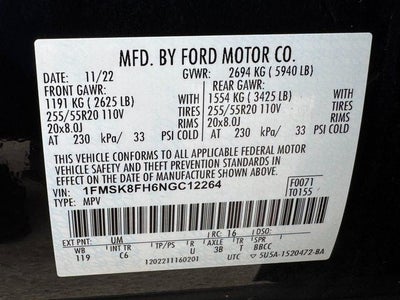 MFD. BY FORD MOTOR CO.
11/22 GVWR: 2694 KG ( 5940 LB)
FRONT GAWR: REAR GAWR:
1191 KG ( 2625 LB) WITH 1554 KG ( 3425 LB) WITH
255/55R20 110V TIRES 255/55R20 110V TIRES
20x8.0J RIMS 20x8.0J RIMS
AT 230 kPa/ 33 PSI COLD AT 230 kPa/ 33 PSI COLD
THIS VEHICLE CONFORMS TO ALL APPLICABLE FEDERAL MOTOR
VEHICLE SAFETY AND THEFT PREVENTION STANDARDS IN
EFFECT ON THE DATE OF MANUFACTURE SHOWN ABOVE.
VIN: 1FMSK8FH6NGC12264 F0071
TYPE: MPV T0155
EXT PNT: UM RC: 16 DSO:
WB INT TR TP/PS R AXLE TR SPR
119 C6 U 3B T BBCC
1202211160201 UTC 5U5A-1520472-BA